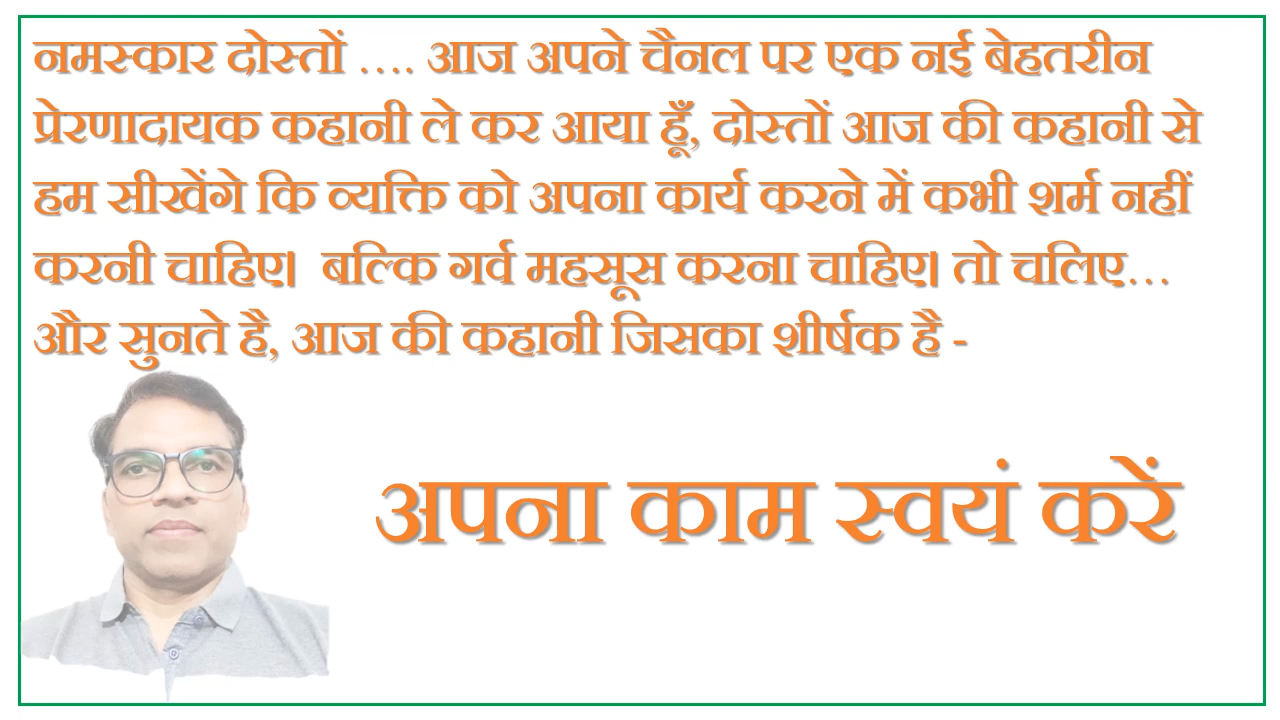 नमस्कार दोस्तों .... आज अपने चैनल पर एक नई बेहतरीन
प्रेरणादायक कहानी ले कर आया हूँ, दोस्तों आज की कहानी से
हम सीखेंगे कि व्यक्ति को अपना कार्य करने में कभी शर्म नहीं
करनी चाहिए। बल्कि गर्व महसूस करना चाहिए। तो चलिए...
और सुनते है, आज की कहानी जिसका शीर्षक है -
अपना काम स्वयं करें